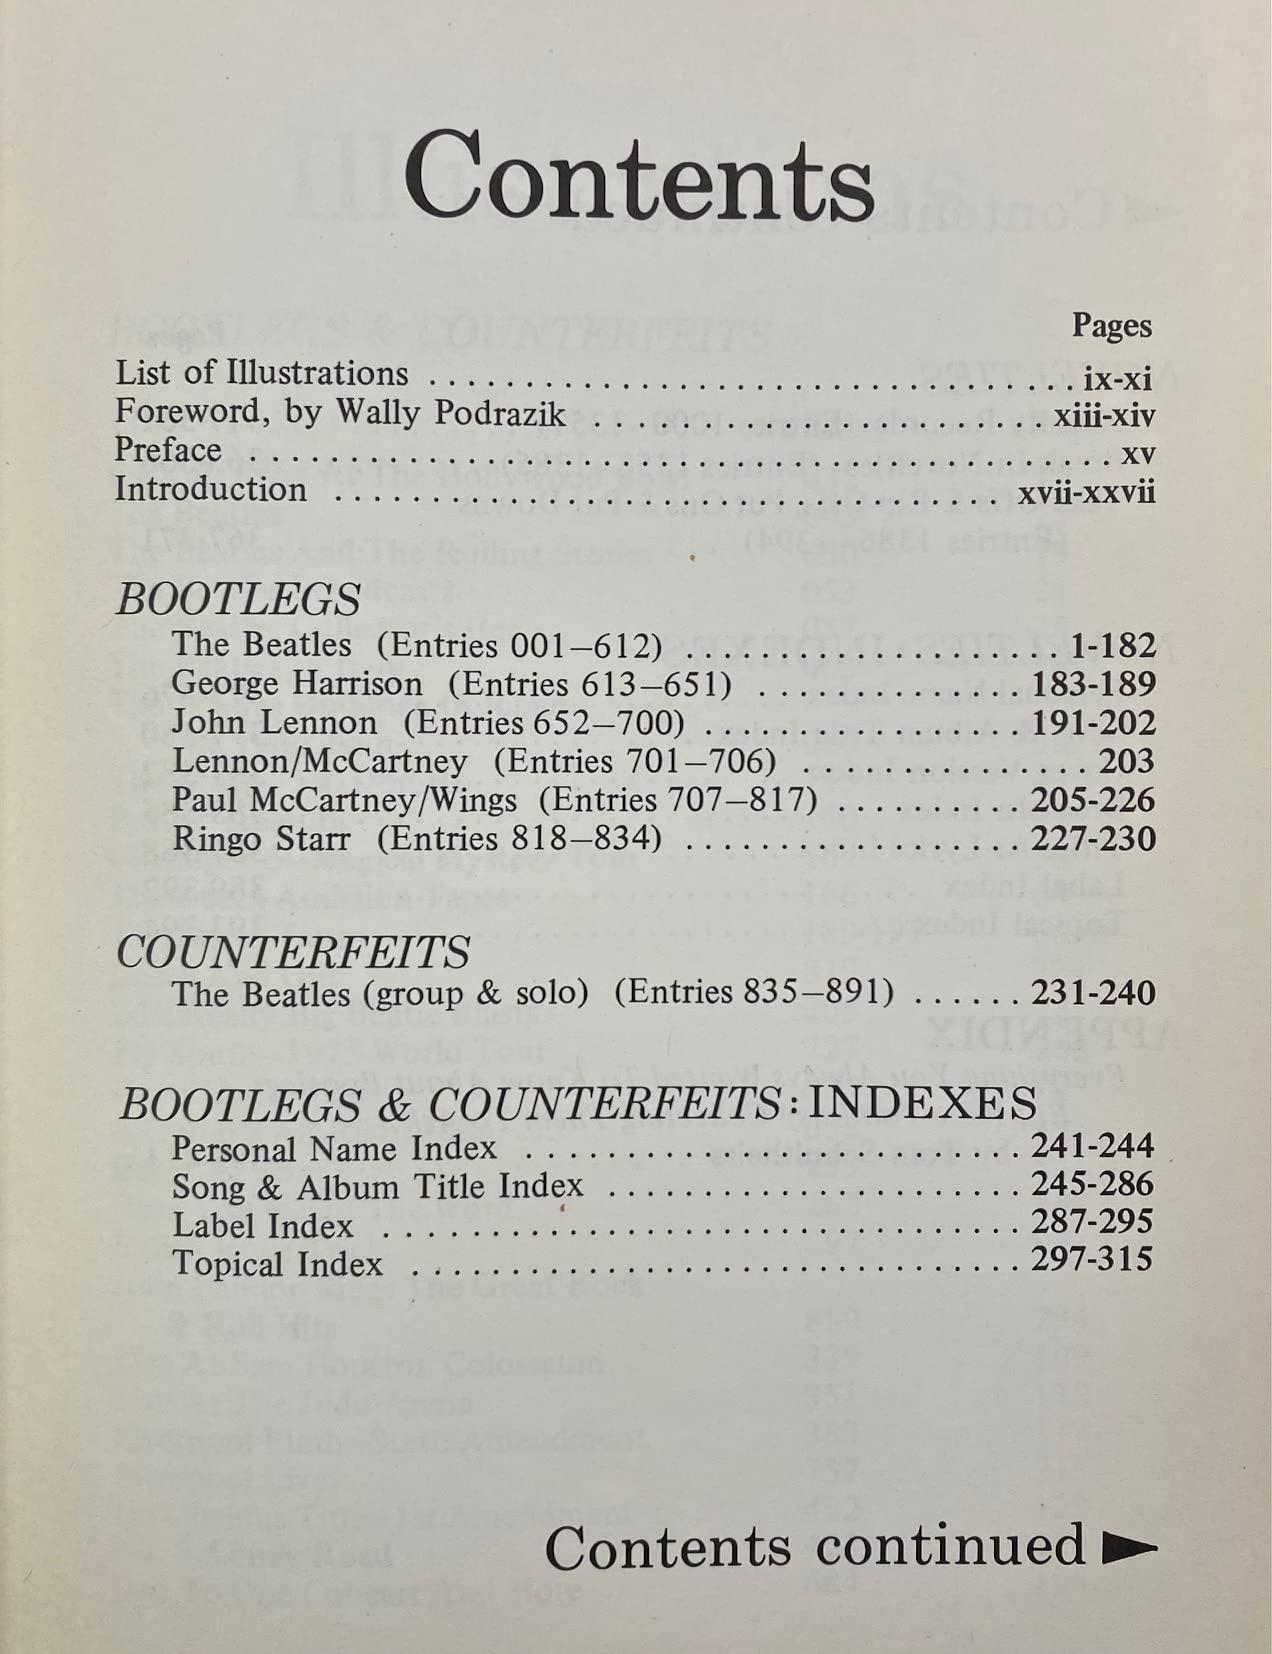 Contents
Pages
List of Illustrations . . . . . . . . . . . . . . . . . . . . . . . . . . . . . . . . . . ix-xi
Foreword, by Wally Podrazik . . . . . . . . . . . . . . . . . . . . . . . . xiii-xiv
Preface . . . . . . . . . . . . . . . . . . . . . . . . . . . . . . . . . . . . . . . . . . . . . xv
Introduction . . . . . . . . . . . . . . . . . . . . . . . . . . . . . . . . . . . xvii-xxvii
BOOTLEGS
The Beatles (Entries 001–612) . . . . . . . . . . . . . . . . . . . . 1-182
George Harrison (Entries 613–651) . . . . . . . . . . . . . . 183-189
John Lennon (Entries 652–700) . . . . . . . . . . . . . . . . . 191-202
Lennon/McCartney (Entries 701–706) . . . . . . . . . . . . . . . 203
Paul McCartney/Wings (Entries 707–817) . . . . . . . . . . 205-226
Ringo Starr (Entries 818–834) . . . . . . . . . . . . . . . . . . 227-230
COUNTERFEITS
The Beatles (group & solo) (Entries 835–891) . . . . . . 231-240
BOOTLEGS & COUNTERFEITS: INDEXES
Personal Name Index . . . . . . . . . . . . . . . . . . . . . . . . . . 241-244
Song & Album Title Index . . . . . . . . . . . . . . . . . . . . . . 245-286
Label Index . . . . . . . . . . . . . . . . . . . . . . . . . . . . . . . . . . 287-295
Topical Index . . . . . . . . . . . . . . . . . . . . . . . . . . . . . . . . 297-315
Contents continued ►